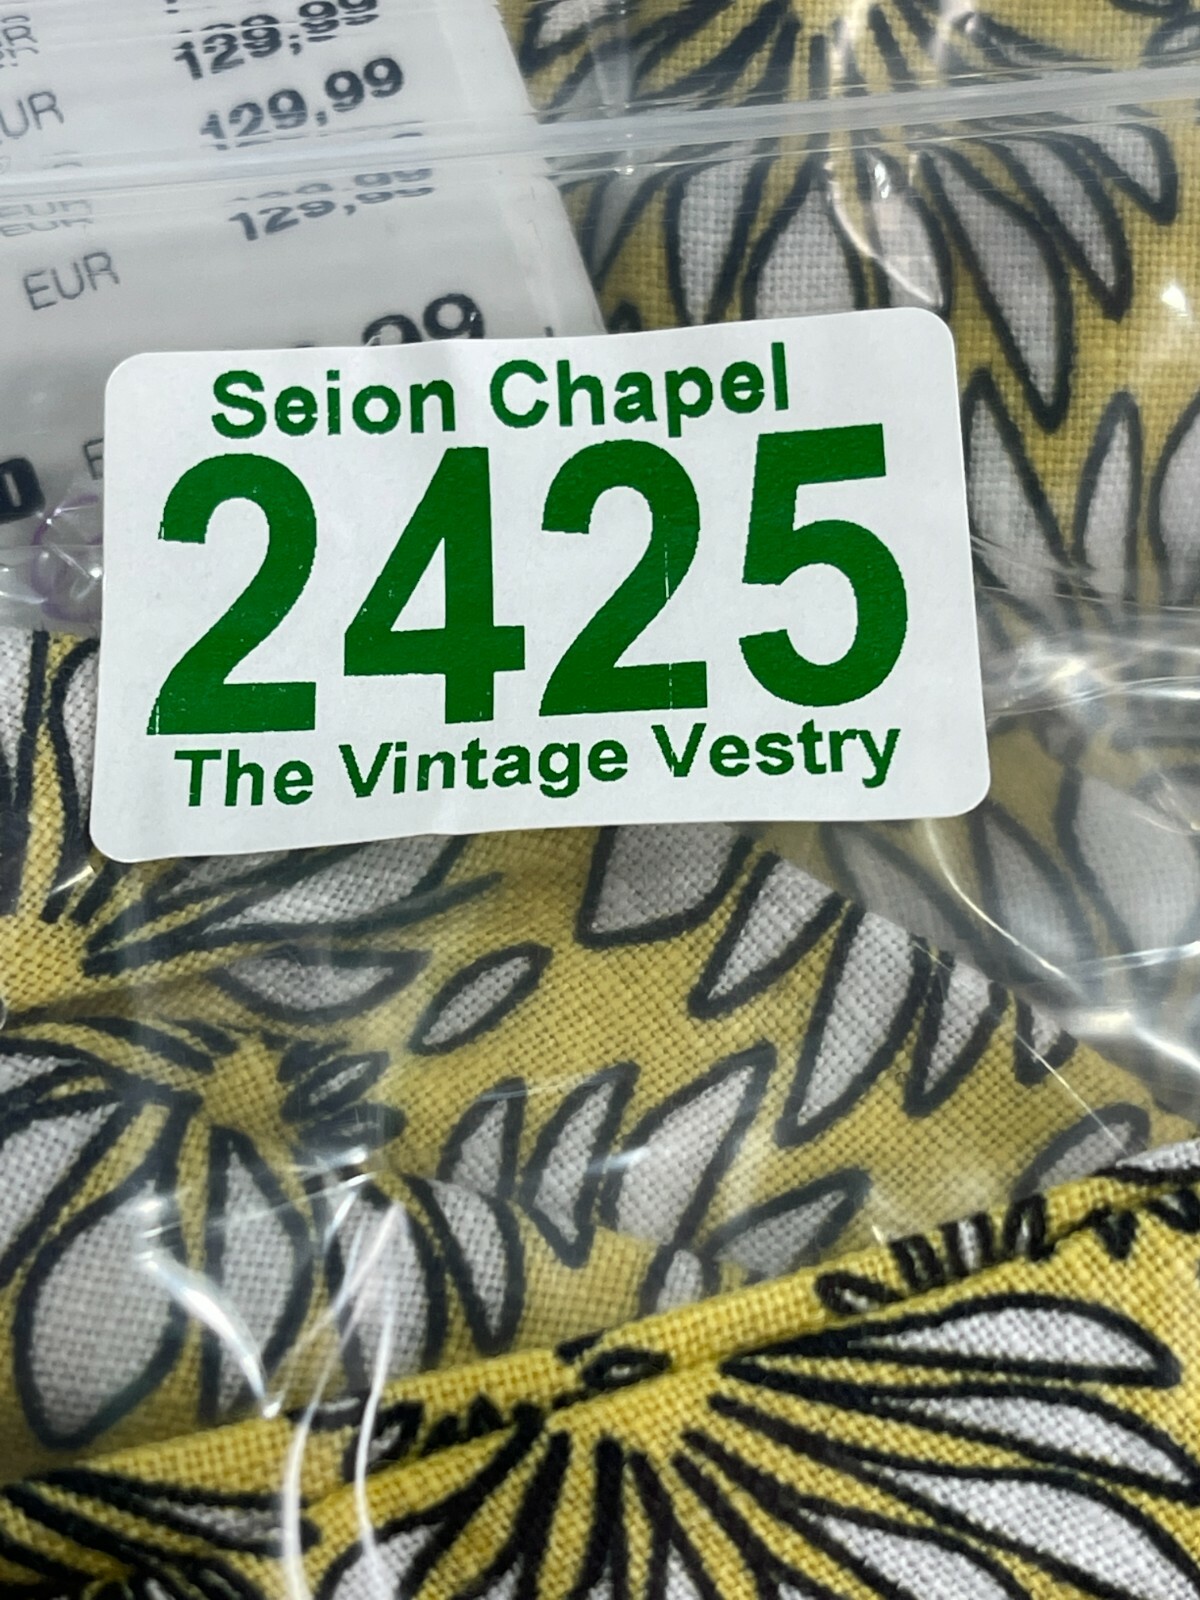 129,99
EUR 129,99
129,99
EUR
Seion Chapel
2425
The Vintage Vestry